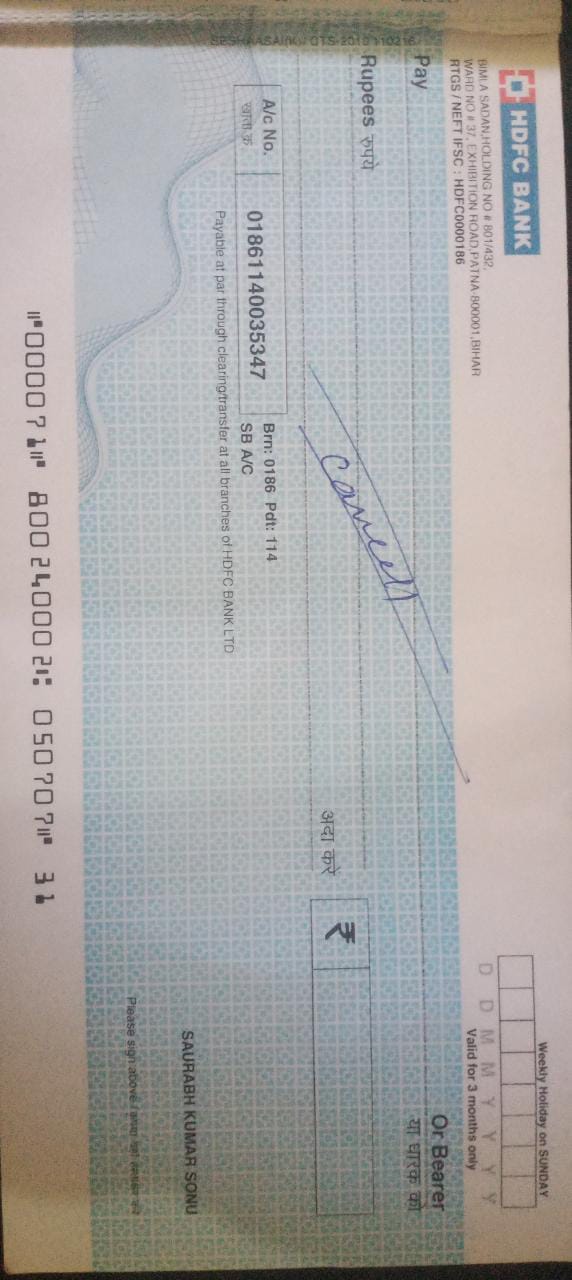 SESHAASAI(K) / CTS-2010 110216
HDFC BANK
BIMLA SADAN,HOLDING NO # 801/432,
WARD NO # 37, EXHIBITION ROAD,PATNA-800001,BIHAR
RTGS / NEFT IFSC : HDFC0000186
Weekly Holiday on SUNDAY
D D M M Y Y Y Y
Valid for 3 months only
Pay
Or Bearer
या धारक को
Rupees रुपये
cancell
अदा करें
₹
A/c No.
खाता क्र.
01861140035347
Brn: 0186 Pdt: 114
SB A/C
Payable at par through clearing/transfer at all branches of HDFC BANK LTD
SAURABH KUMAR SONU
Please sign above /
⑈000071⑈ 800240002⑆ 050707⑈ 31